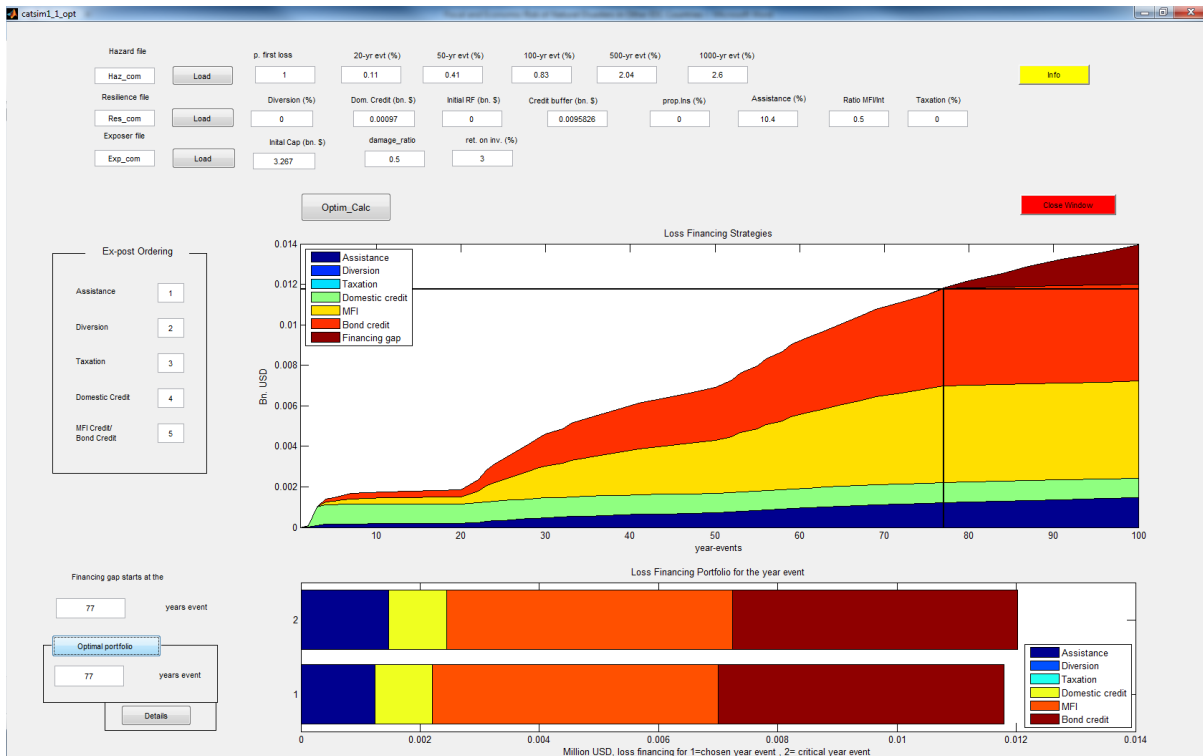 catsim1_1_opt
Hazard file
p. first loss 20-yr evt (%) 50-yr evt (%) 100-yr evt (%) 500-yr evt (%) 1000-yr evt (%)
Haz_com Load 1 0.11 0.41 0.83 2.04 2.6 Info
Resilience file
Diversion (%) Dom. Credit (bn. $) Initial RF (bn. $) Credit buffer (bn. $) prop.Ins (%) Assistance (%) Ratio MFI/Int Taxation (%)
Res_com Load 0 0.00097 0 0.0095826 0 10.4 0.5 0
Exposer file
Inital Cap (bn. $) damage_ratio ret. on inv. (%)
Exp_com Load 3.267 0.5 3
Optim_Calc Close Window
Ex-post Ordering
Assistance 1
Diversion 2
Taxation 3
Domestic Credit 4
MFI Credit/
Bond Credit 5
Loss Financing Strategies
Assistance
Diversion
Taxation
Domestic credit
MFI
Bond credit
Financing gap
Bn. USD
0.014
0.012
0.01
0.008
0.006
0.004
0.002
0
10 20 30 40 50 60 70 80 90 100
year-events
Financing gap starts at the
77 years event
Optimal portfolio
77 years event
Details
Loss Financing Portfolio for the year event
2
1
Assistance
Diversion
Taxation
Domestic credit
MFI
Bond credit
0 0.002 0.004 0.006 0.008 0.01 0.012 0.014
Million USD, loss financing for 1=chosen year event , 2= critical year event